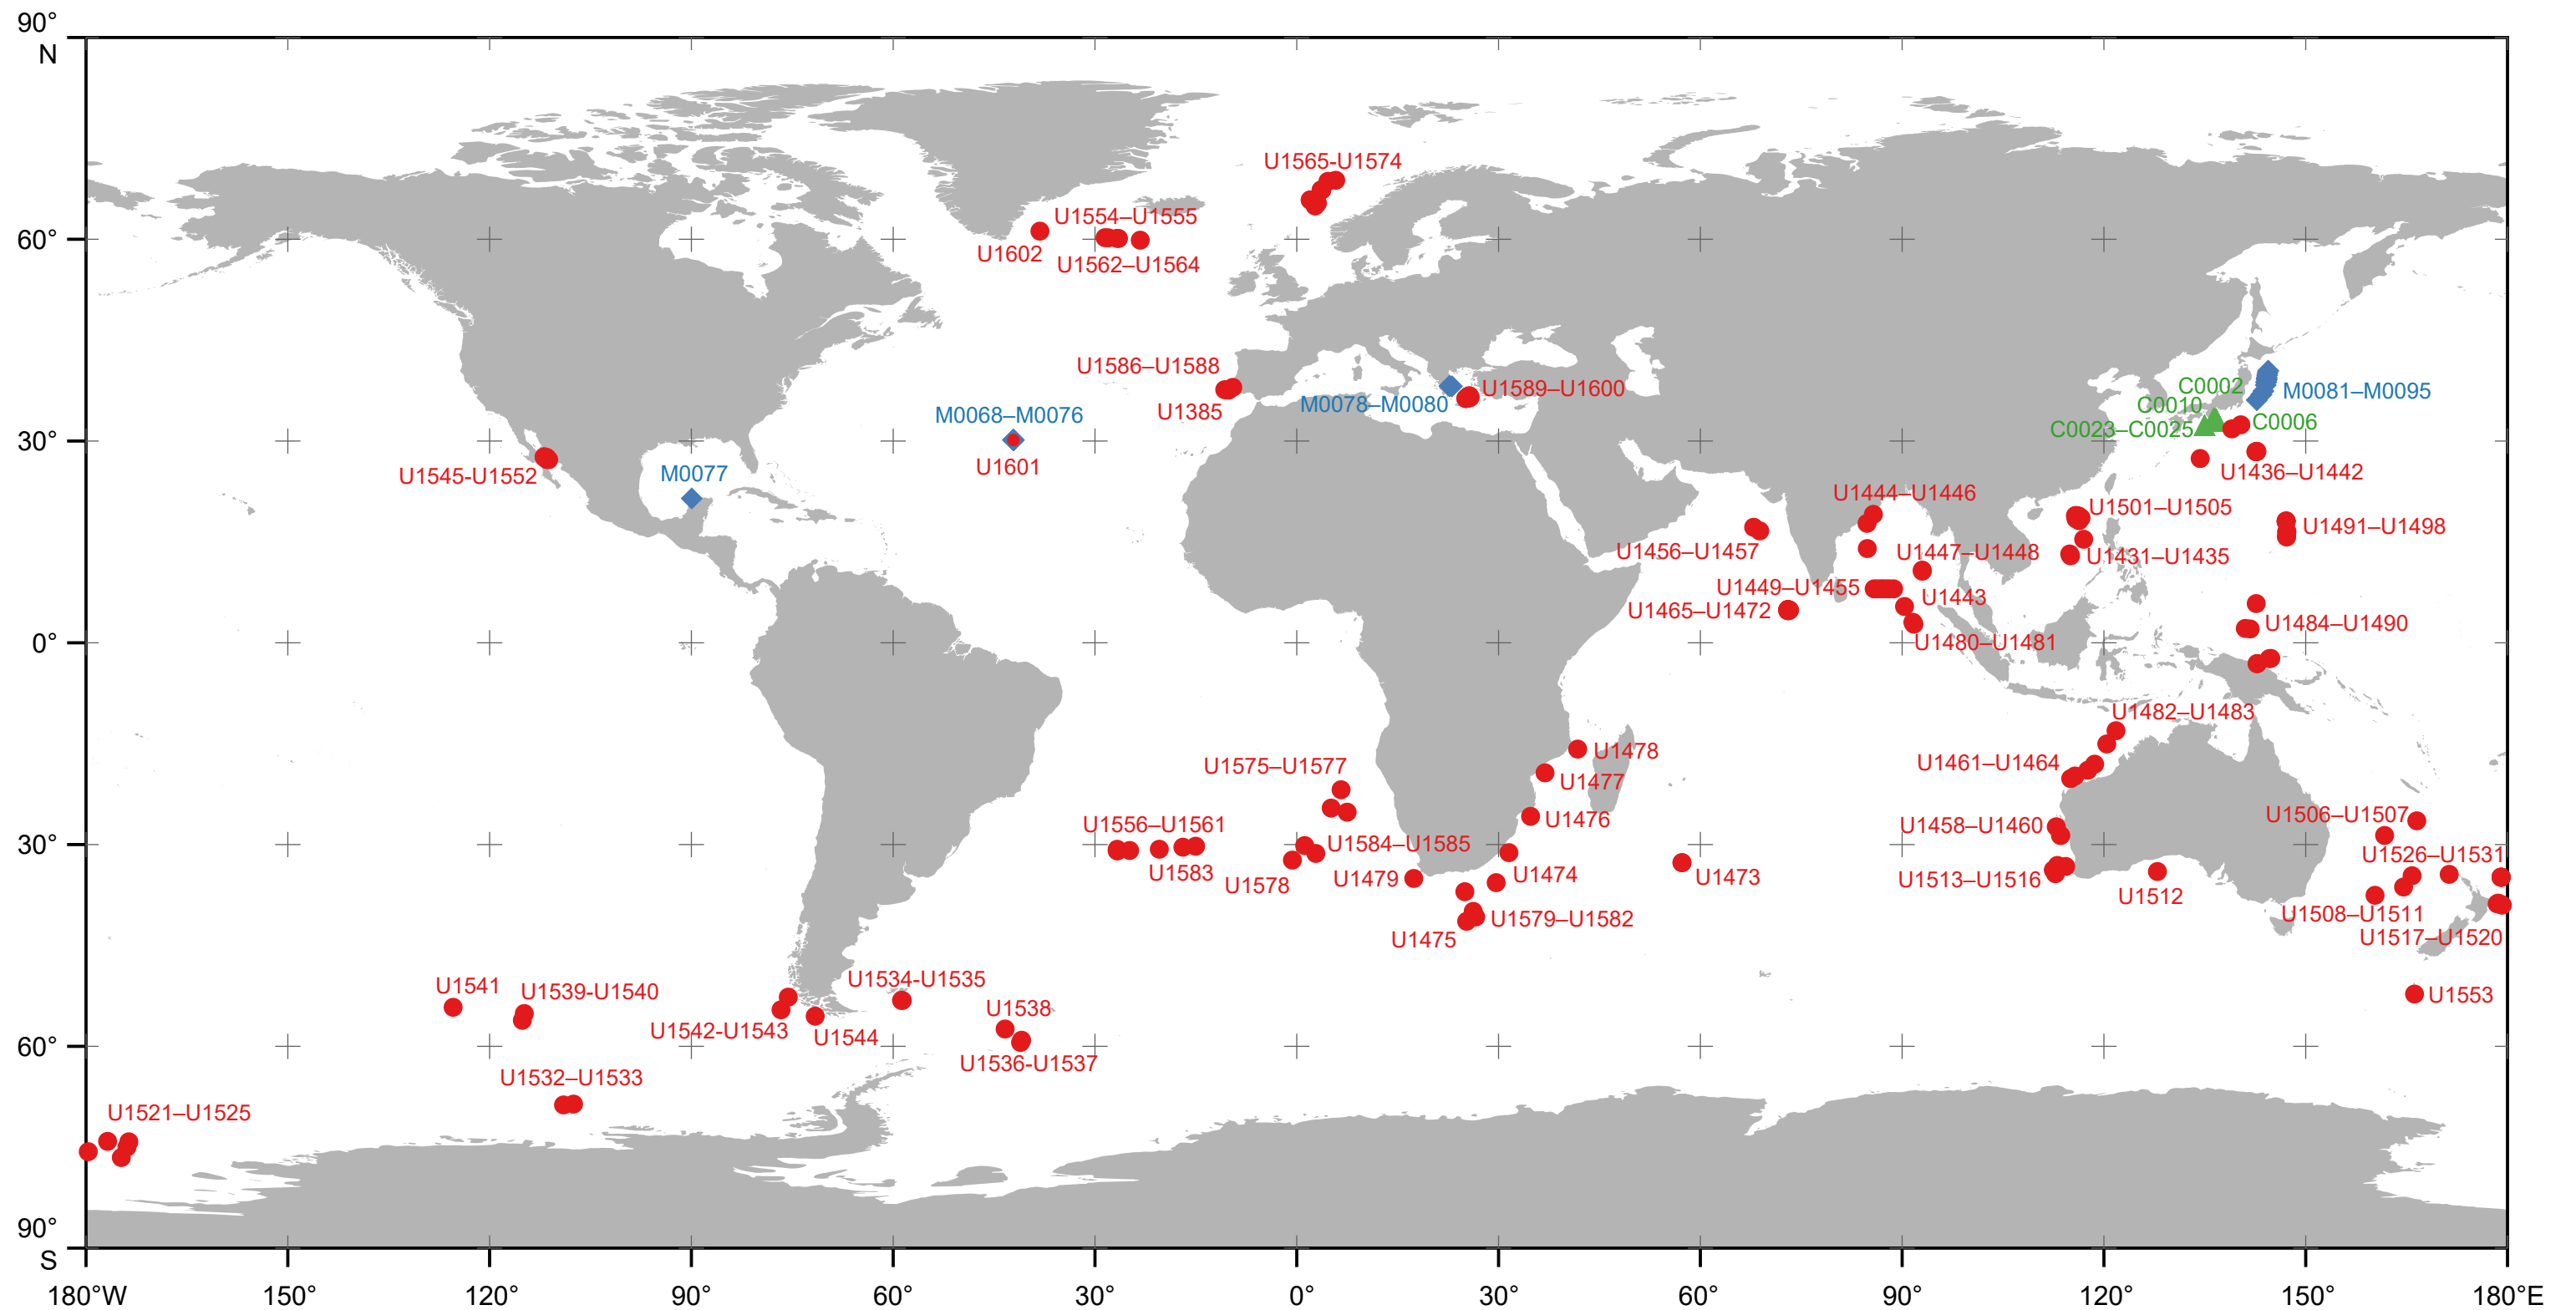 90°
N
U1565-U1574
U1554–U1555
60°
U1602
U1562–U1564
U1586–U1588
C0002
U1589–U1600
M0081–M0095
M0078–M0080
C0010
U1385
M0068–M0076
C0006
C0023–C0025
30°
U1601
M0077
U1545-U1552
U1436–U1442
U1444–U1446
U1501–U1505
U1491–U1498
U1456–U1457
U1447–U1448
U1431–U1435
U1449–U1455
U1443
U1465–U1472
U1484–U1490
0°
U1480–U1481
U1482–U1483
U1478
U1461–U1464
U1575–U1577
U1477
U1506–U1507
U1476
U1556–U1561
U1458–U1460
30°
U1584–U1585
U1526–U1531
U1583
U1474
U1473
U1479
U1513–U1516
U1578
U1512
U1508–U1511
U1579–U1582
U1475
U1517–U1520
U1534-U1535
U1541
U1539-U1540
U1553
U1538
U1542-U1543
U1544
60°
U1536-U1537
U1532–U1533
U1521–U1525
90°
S
180°W 150° 120° 90° 60° 30° 0° 30° 60° 90° 120° 150° 180°E